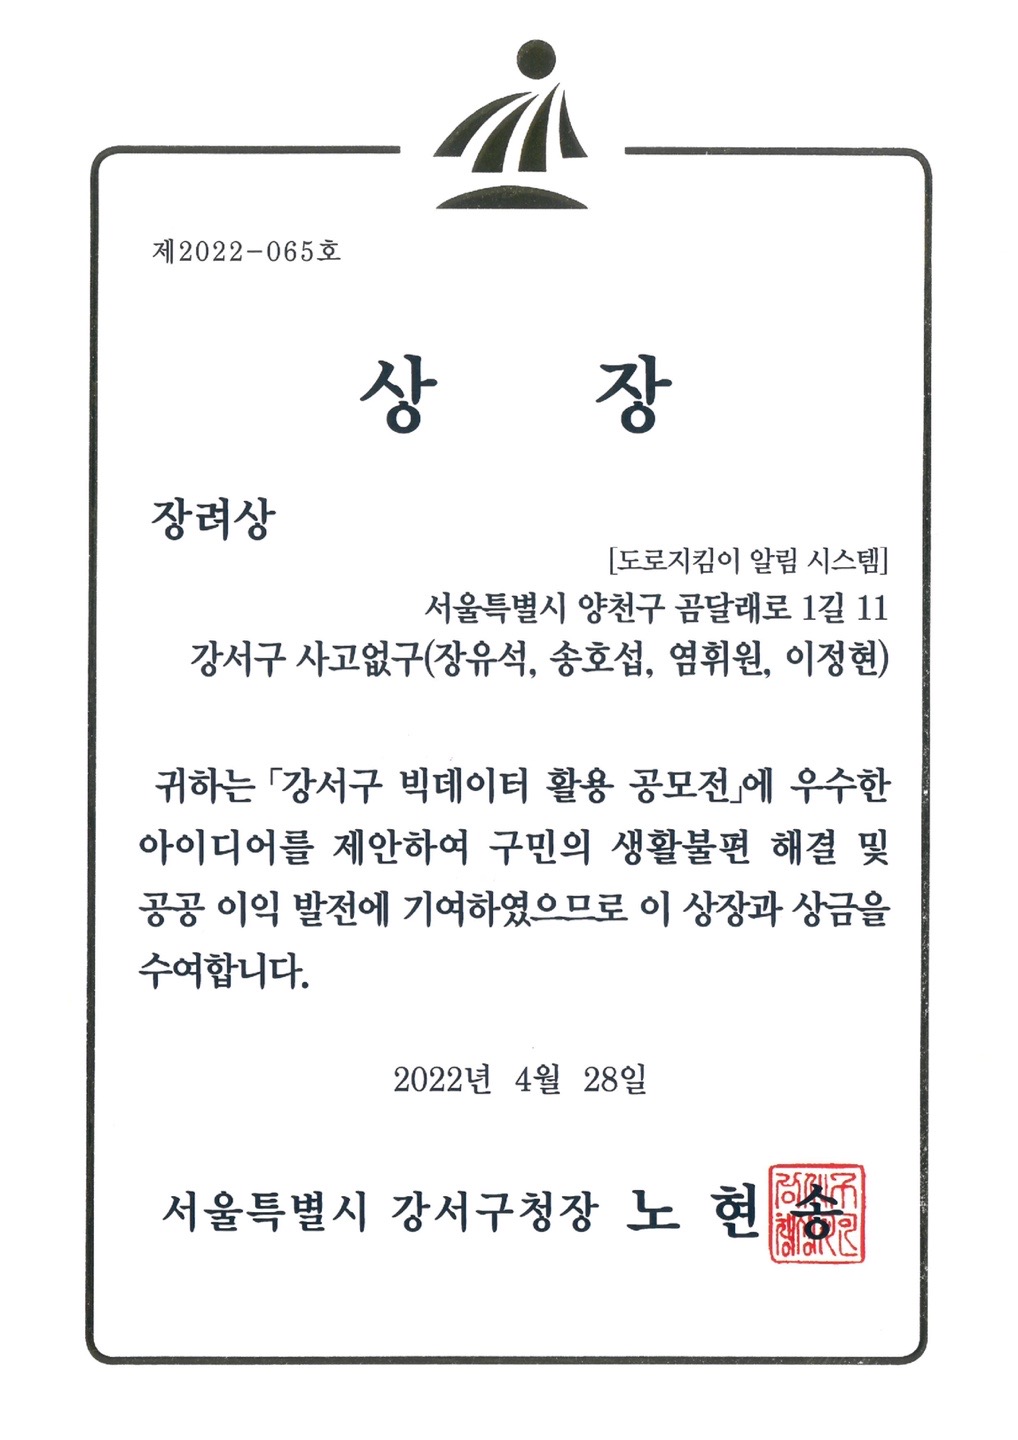 제2022-065호
상 장
장려상
[도로지킴이 알림 시스템]
서울특별시 양천구 곰달래로 1길 11
강서구 사고없구(장유석, 송호섭, 염휘원, 이정현)
귀하는 「강서구 빅데이터 활용 공모전」에 우수한
아이디어를 제안하여 구민의 생활불편 해결 및
공공 이익 발전에 기여하였으므로 이 상장과 상금을
수여합니다.
2022년 4월 28일
서울특별시 강서구청장 노 현 송